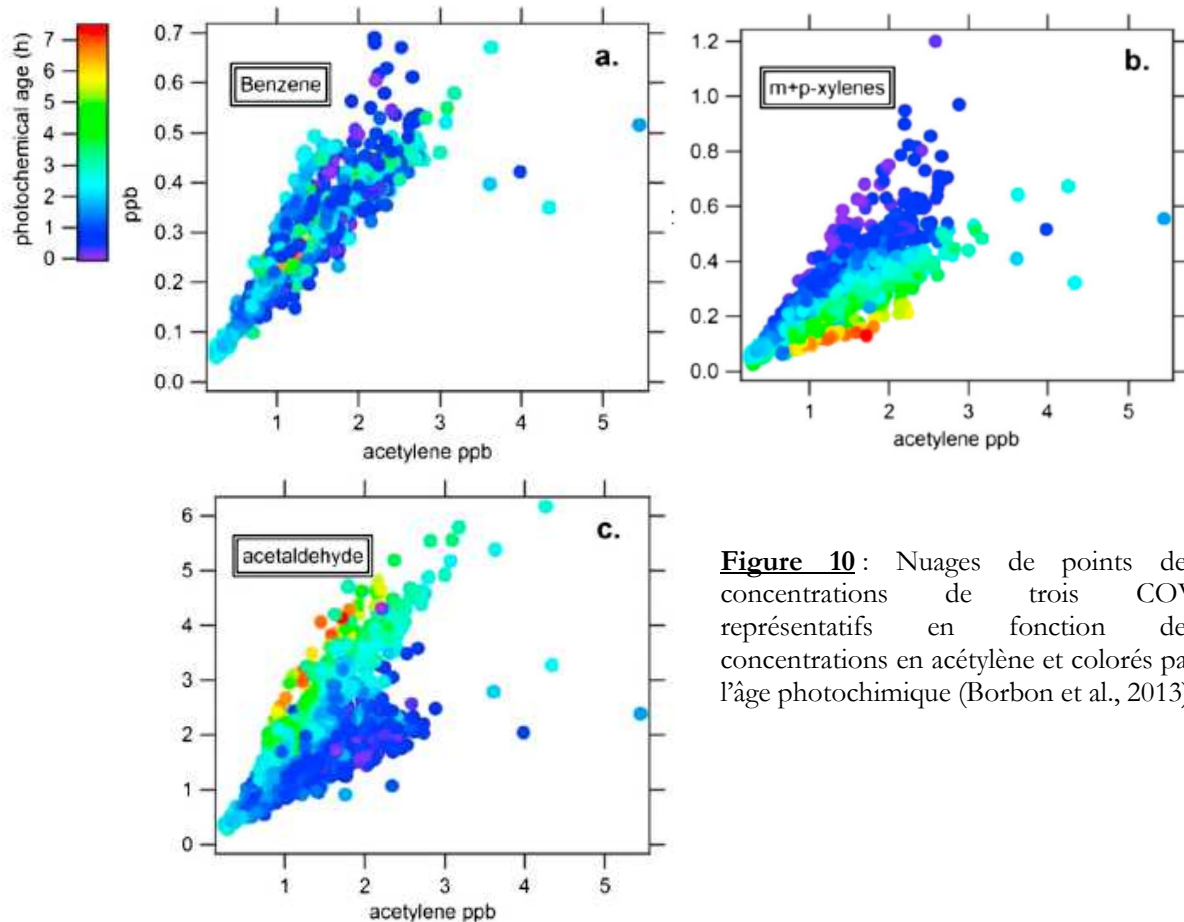 photochemical age (h)
7
6
5
4
3
2
1
0
ppb
0.7
0.6
0.5
0.4
0.3
0.2
0.1
0.0
Benzene
a.
1 2 3 4 5
acetylene ppb
1.2
1.0
0.8
0.6
0.4
0.2
0.0
m+p-xylenes
b.
1 2 3 4 5
acetylene ppb
6
5
4
3
2
1
0
acetaldehyde
c.
1 2 3 4 5
acetylene ppb
Figure 10 : Nuages de points de
concentrations de trois COV
représentatifs en fonction de
concentrations en acétylène et colorés pa
l'âge photochimique (Borbon et al., 2013)